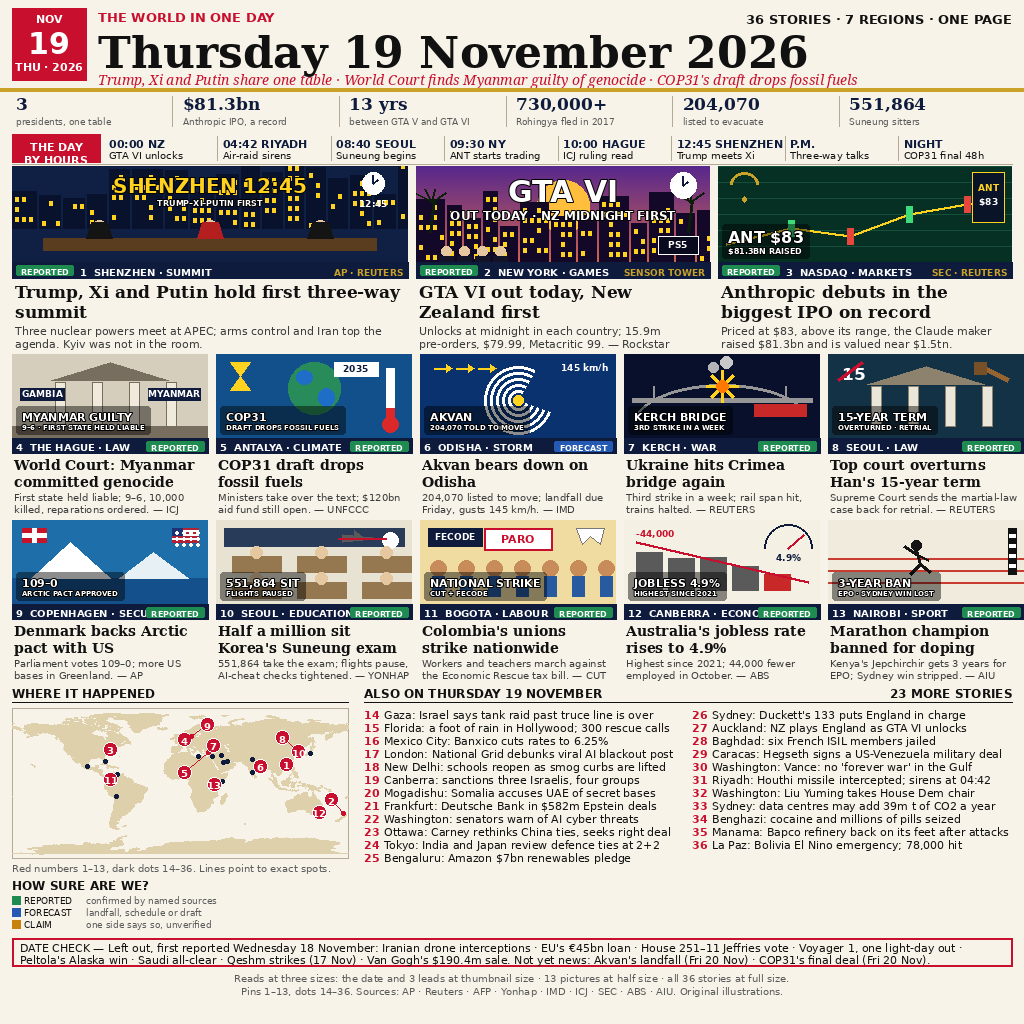 NOV
19
THU · 2026
THE WORLD IN ONE DAY
36 STORIES · 7 REGIONS · ONE PAGE
Thursday 19 November 2026
Trump, Xi and Putin share one table · World Court finds Myanmar guilty of genocide · COP31's draft drops fossil fuels
3
presidents, one table
$81.3bn
Anthropic IPO, a record
13 yrs
between GTA V and GTA VI
730,000+
Rohingya fled in 2017
204,070
listed to evacuate
551,864
Suneung sitters
THE DAY
BY HOURS
00:00 NZ
GTA VI unlocks
04:42 RIYADH
Air-raid sirens
08:40 SEOUL
Suneung begins
09:30 NY
ANT starts trading
10:00 HAGUE
ICJ ruling read
12:45 SHENZHEN
Trump meets Xi
P.M.
Three-way talks
NIGHT
COP31 final 48h
SHENZHEN 12:45
TRUMP-XI-PUTIN FIRST
12:45
REPORTED 1 SHENZHEN · SUMMIT AP · REUTERS
Trump, Xi and Putin hold first three-way
summit
Three nuclear powers meet at APEC; arms control and Iran top the
agenda. Kyiv was not in the room.
GTA VI
OUT TODAY · NZ MIDNIGHT FIRST
PS5
REPORTED 2 NEW YORK · GAMES SENSOR TOWER
GTA VI out today, New
Zealand first
Unlocks at midnight in each country; 15.9m
pre-orders, $79.99, Metacritic 99. — Rockstar
ANT
$83
ANT $83
$81.3BN RAISED
REPORTED 3 NASDAQ · MARKETS SEC · REUTERS
Anthropic debuts in the
biggest IPO on record
Priced at $83, above its range, the Claude maker
raised $81.3bn and is valued near $1.5tn.
GAMBIA
MYANMAR
MYANMAR GUILTY
9–6 · FIRST STATE HELD LIABLE
4 THE HAGUE · LAW REPORTED
World Court: Myanmar
committed genocide
First state held liable; 9–6, 10,000
killed, reparations ordered. — ICJ
2035
COP31
DRAFT DROPS FOSSIL FUELS
5 ANTALYA · CLIMATE REPORTED
COP31 draft drops
fossil fuels
Ministers take over the text; $120bn
aid fund still open. — UNFCCC
145 km/h
AKVAN
204,070 TOLD TO MOVE
6 ODISHA · STORM FORECAST
Akvan bears down on
Odisha
204,070 listed to move; landfall due
Friday, gusts 145 km/h. — IMD
KERCH BRIDGE
3RD STRIKE IN A WEEK
7 KERCH · WAR REPORTED
Ukraine hits Crimea
bridge again
Third strike in a week; rail span hit,
trains halted. — REUTERS
15
15-YEAR TERM
OVERTURNED · RETRIAL
8 SEOUL · LAW REPORTED
Top court overturns
Han's 15-year term
Supreme Court sends the martial-law
case back for retrial. — REUTERS
109–0
ARCTIC PACT APPROVED
9 COPENHAGEN · SECU REPORTED
Denmark backs Arctic
pact with US
Parliament votes 109–0; more US
bases in Greenland. — AP
551,864 SIT
FLIGHTS PAUSED
10 SEOUL · EDUCATION REPORTED
Half a million sit
Korea's Suneung exam
551,864 take the exam; flights pause,
AI-cheat checks tightened. — YONHAP
FECODE
PARO
NATIONAL STRIKE
CUT + FECODE
11 BOGOTA · LABOUR REPORTED
Colombia's unions
strike nationwide
Workers and teachers march against
the Economic Rescue tax bill. — CUT
-44,000
4.9%
JOBLESS 4.9%
HIGHEST SINCE 2021
12 CANBERRA · ECONO REPORTED
Australia's jobless rate
rises to 4.9%
Highest since 2021; 44,000 fewer
employed in October. — ABS
3-YEAR BAN
EPO · SYDNEY WIN LOST
13 NAIROBI · SPORT REPORTED
Marathon champion
banned for doping
Kenya's Jepchirchir gets 3 years for
EPO; Sydney win stripped. — AIU
WHERE IT HAPPENED
9
4
7
3
8
10
5
6
1
11
13
2
12
Red numbers 1–13, dark dots 14–36. Lines point to exact spots.
HOW SURE ARE WE?
REPORTED confirmed by named sources
FORECAST landfall, schedule or draft
CLAIM one side says so, unverified
ALSO ON THURSDAY 19 NOVEMBER
23 MORE STORIES
14 Gaza: Israel says tank raid past truce line is over
15 Florida: a foot of rain in Homestead; 300 rescue calls
16 Mexico City: Banxico cuts rates to 6.25%
17 London: National Grid debunks viral AI blackout post
18 New Delhi: schools reopen as smog curbs are lifted
19 Canberra: sanctions three Israelis, four groups
20 Mogadishu: Somalia accuses UAE of secret bases
21 Frankfurt: Deutsche Bank in $582m Epstein deals
22 Washington: senators warn of AI cyber threats
23 Ottawa: Carney rethinks China ties, seeks right deal
24 Tokyo: India and Japan review defence ties at 2+2
25 Bengaluru: Amazon $7bn renewables pledge
26 Sydney: Duckett's 133 puts England in charge
27 Auckland: NZ plays England as GTA VI unlocks
28 Baghdad: six French ISIL members jailed
29 Caracas: Hegseth signs a US-Venezuela military deal
30 Washington: Vance: no 'forever war' in the Gulf
31 Riyadh: Houthi missile intercepted; sirens at 04:42
32 Washington: Liu Yuming takes House Dem chair
33 Sydney: data centres may add 39m t of CO2 a year
34 Benghazi: cocaine and millions of pills seized
35 Manama: Bapco refinery back on its feet after attacks
36 La Paz: Bolivia El Nino emergency; 78,000 hit
DATE CHECK — Left out, first reported Wednesday 18 November: Iranian drone interceptions · EU's €45bn loan · House 251–11 Jeffries vote · Voyager 1, one light-day out ·
Peltola's Alaska win · Saudi all-clear · Qeshm strikes (17 Nov) · Van Gogh's $190.4m sale. Not yet news: Akvan's landfall (Fri 20 Nov) · COP31's final deal (Fri 20 Nov).
Reads at three sizes: the date and 3 leads at thumbnail size · 13 pictures at half size · all 36 stories at full size.
Pins 1–13, dots 14–36. Sources: AP · Reuters · AFP · Yonhap · IMD · ICJ · SEC · ABS · AIU. Original illustrations.